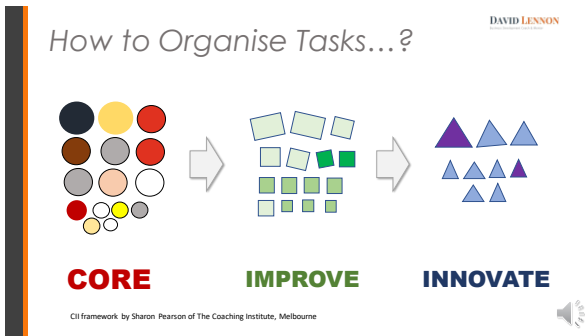 DAVID LENNON
How to Organise Tasks...?
CORE
IMPROVE
INNOVATE
CII framework by Sharon Pearson of The Coaching Institute, Melbourne